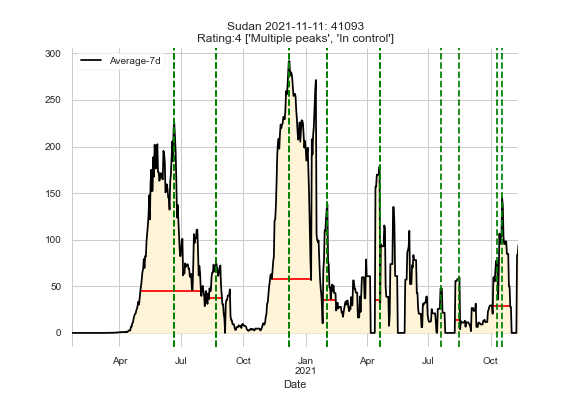 Sudan 2021-11-11: 41093
Rating:4 ['Multiple peaks', 'In control']
Average-7d
300
250
200
150
100
50
0
Apr Jul Oct Jan Apr Jul Oct
2021
Date